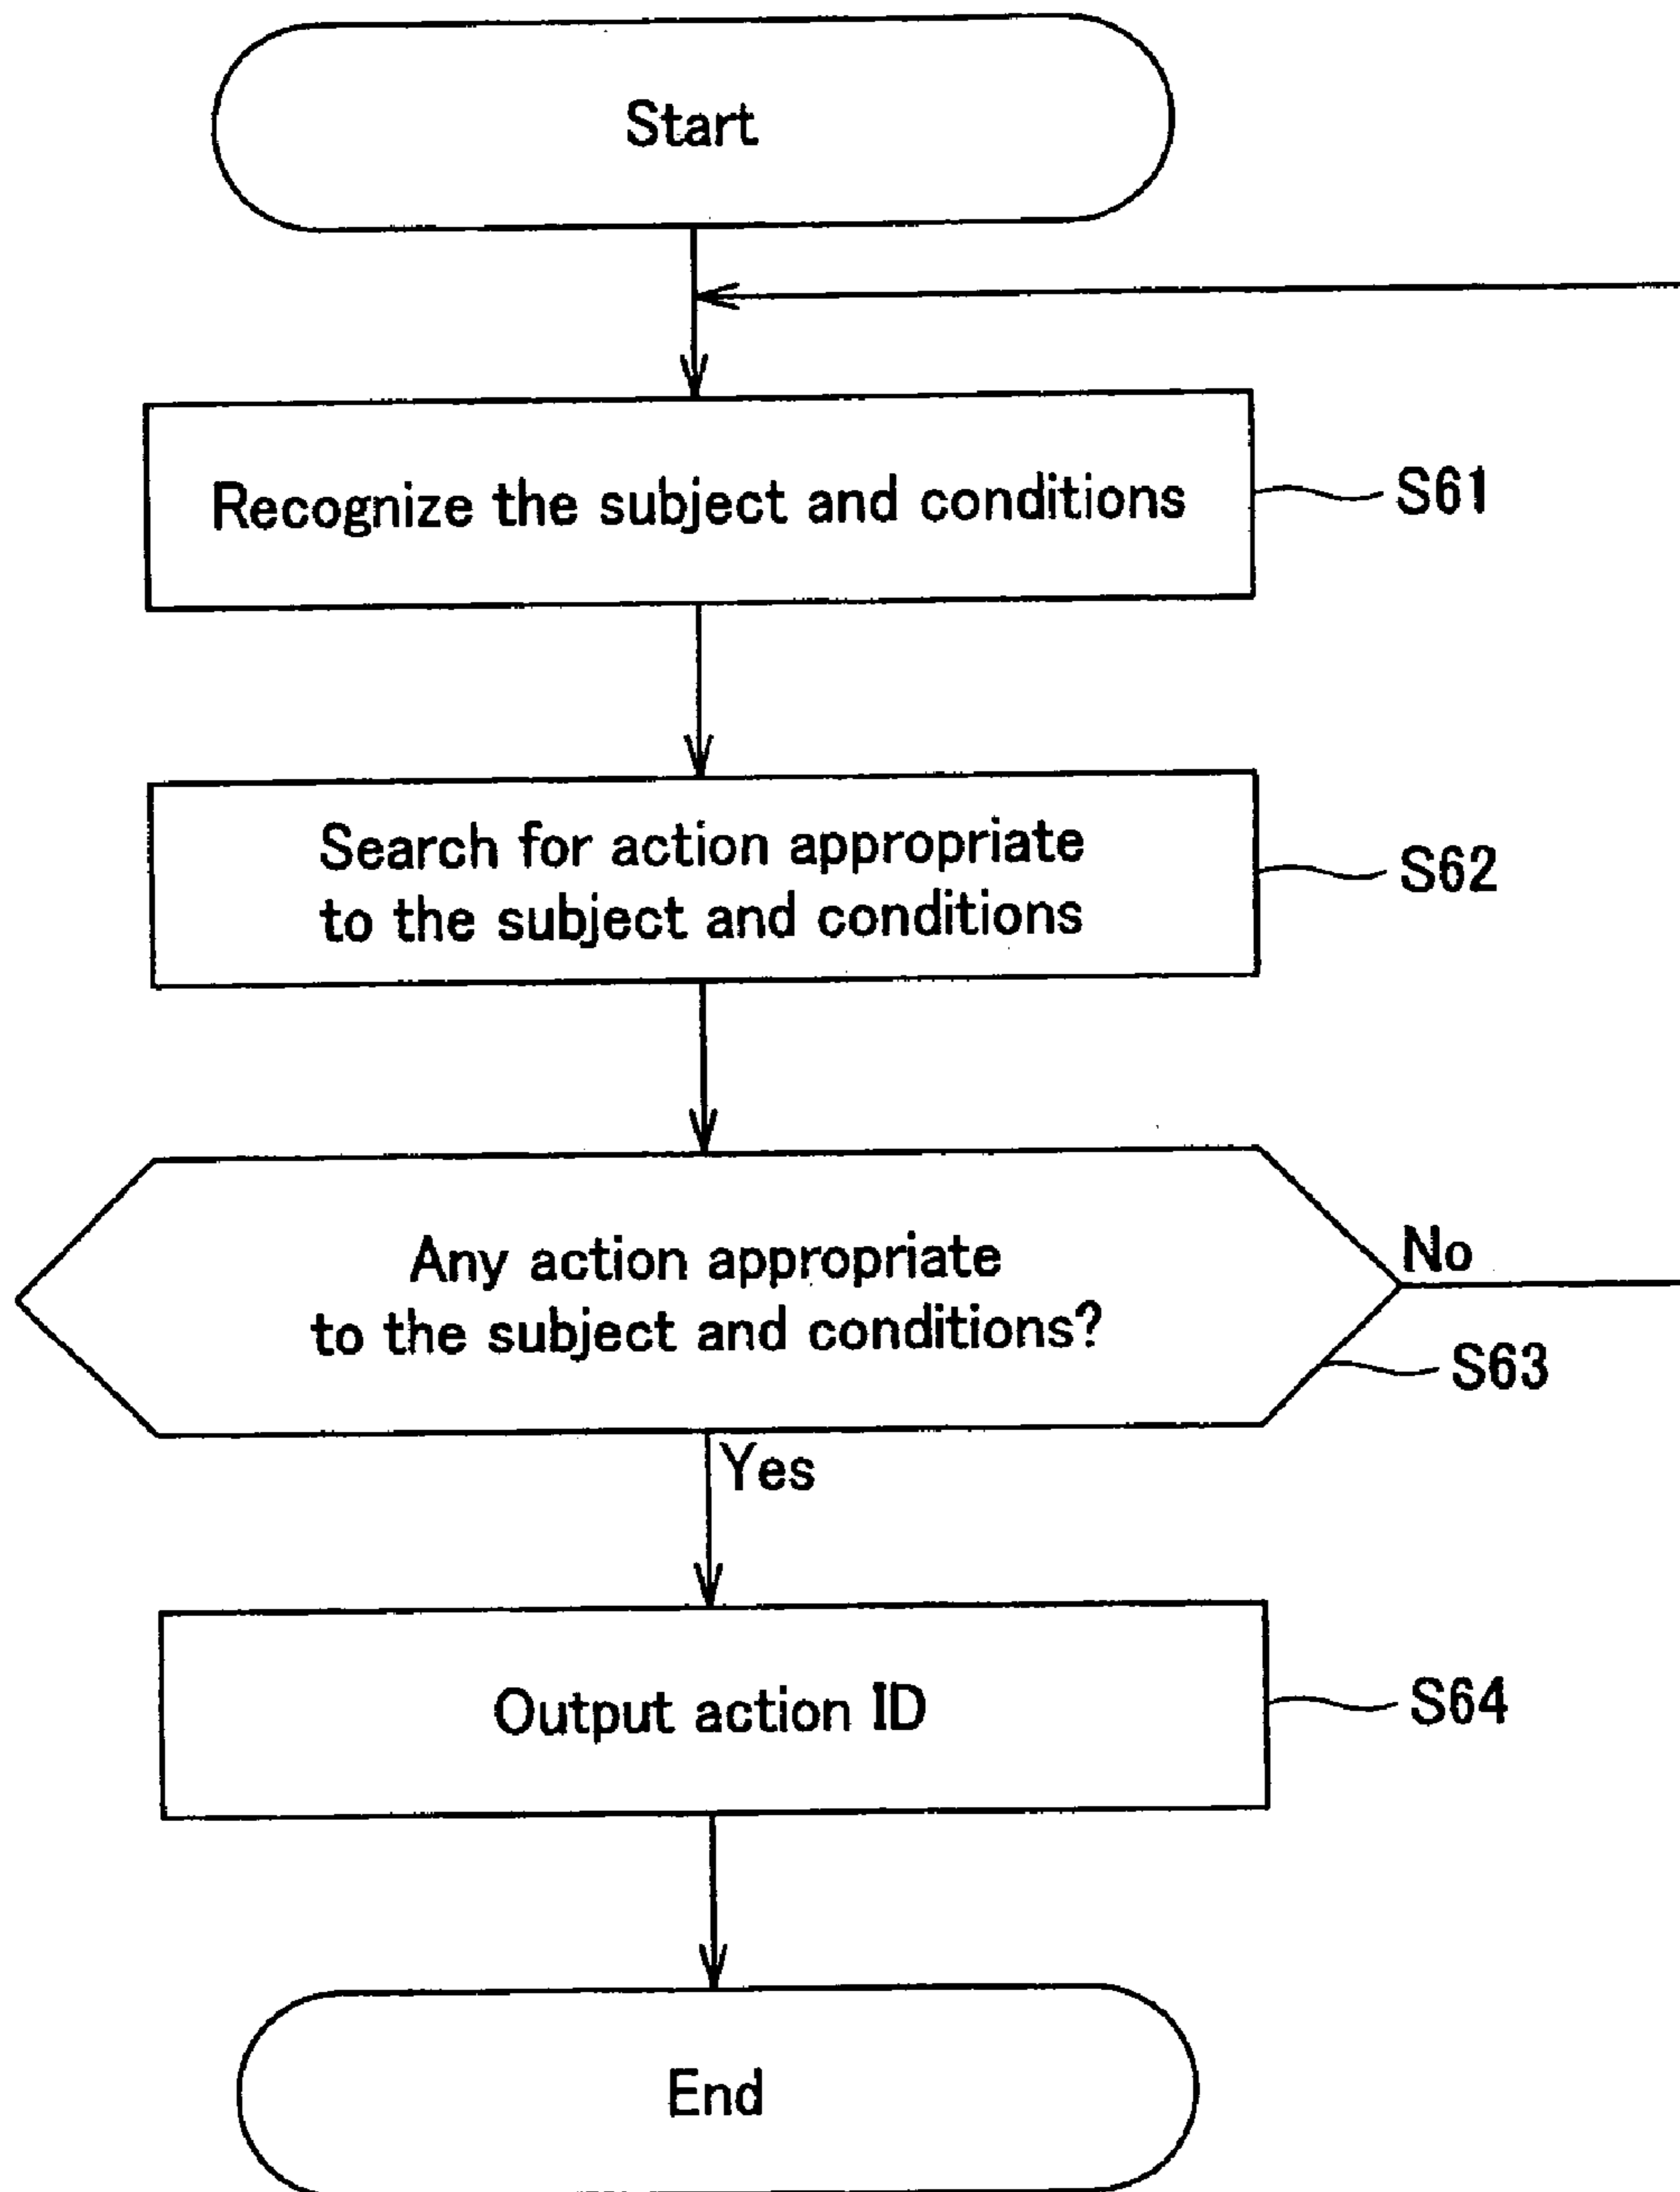 Start
Recognize the subject and conditions
S61
Search for action appropriate
to the subject and conditions
S62
Any action appropriate
to the subject and conditions?
No
S63
Yes
Output action ID
S64
End